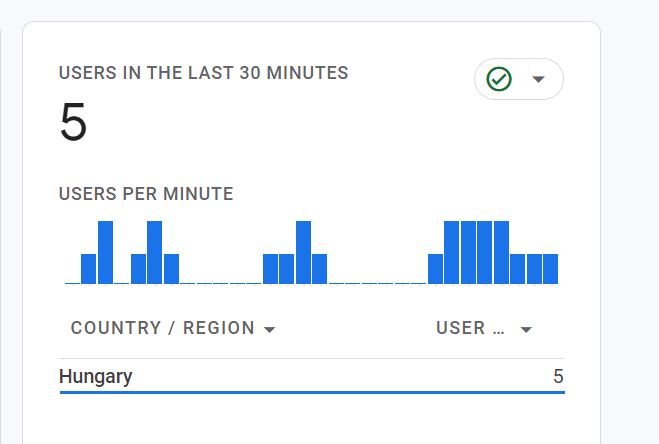 USERS IN THE LAST 30 MINUTES
5
USERS PER MINUTE
COUNTRY / REGION USER ...
Hungary 5